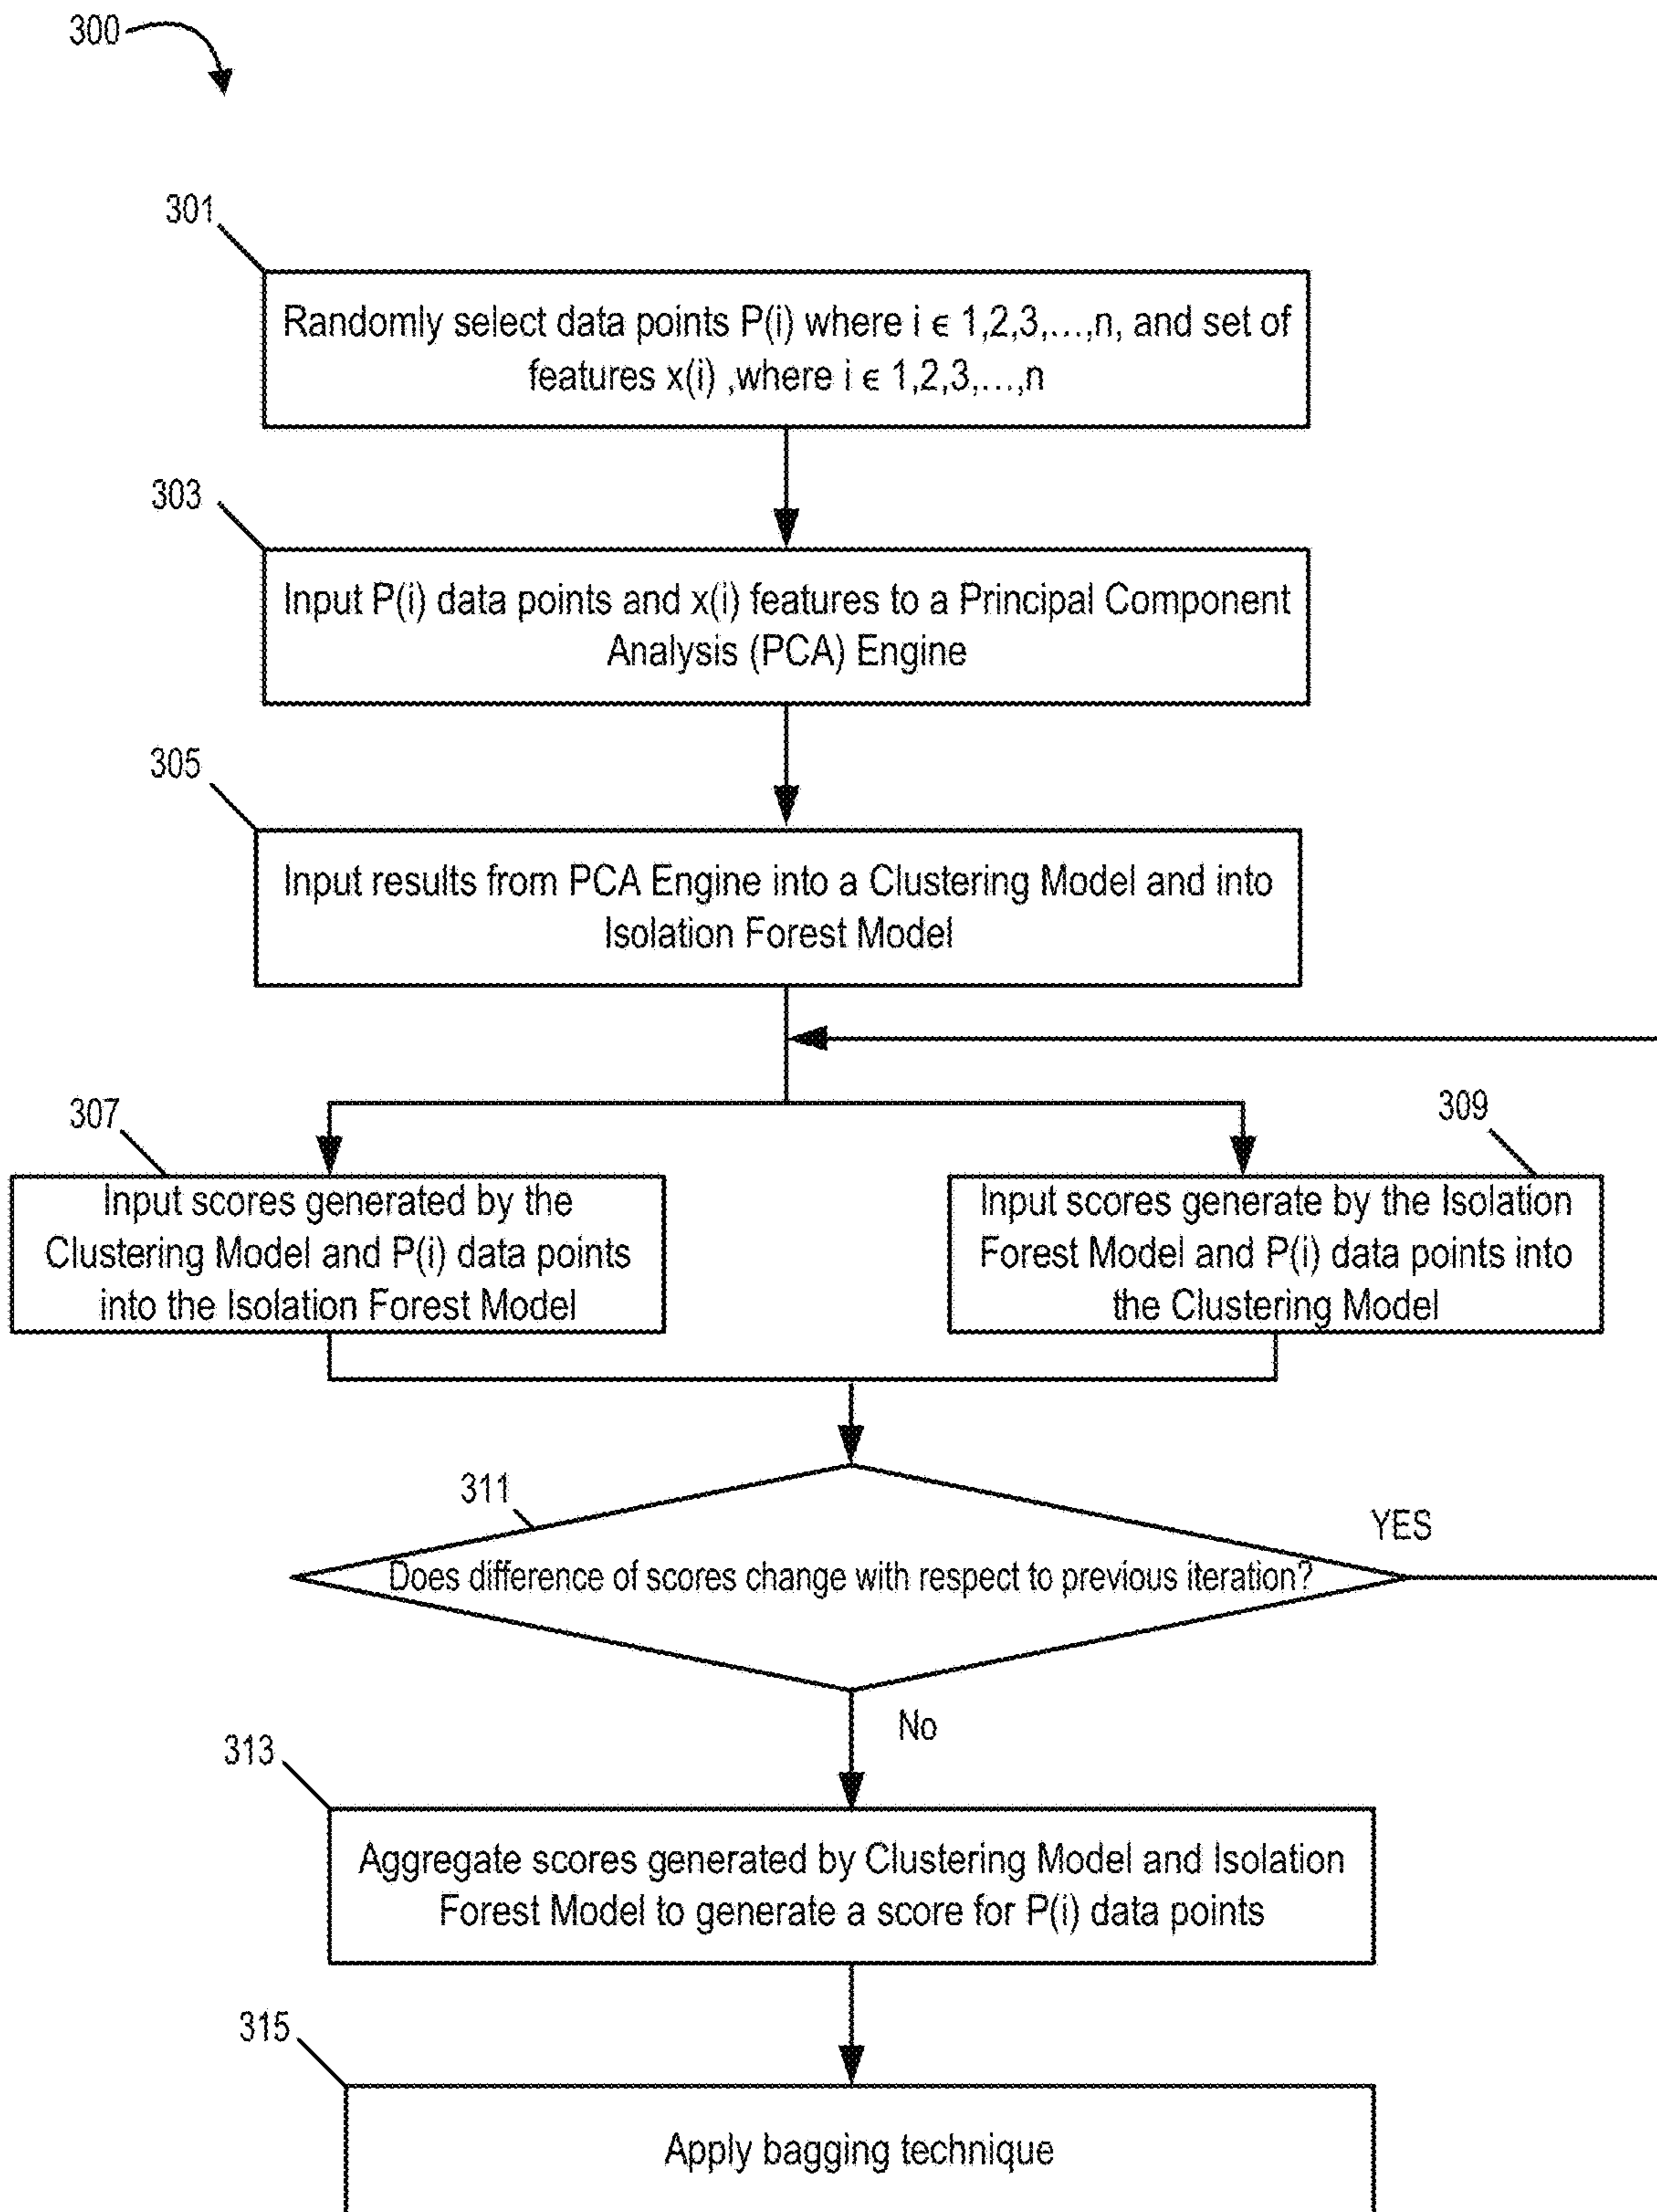 300
301
Randomly select data points P(i) where i ϵ 1,2,3,...,n, and set of
features x(i) ,where i ϵ 1,2,3,...,n
303
Input P(i) data points and x(i) features to a Principal Component
Analysis (PCA) Engine
305
Input results from PCA Engine into a Clustering Model and into
Isolation Forest Model
307
Input scores generated by the
Clustering Model and P(i) data points
into the Isolation Forest Model
309
Input scores generate by the Isolation
Forest Model and P(i) data points into
the Clustering Model
311
Does difference of scores change with respect to previous iteration?
YES
No
313
Aggregate scores generated by Clustering Model and Isolation
Forest Model to generate a score for P(i) data points
315
Apply bagging technique